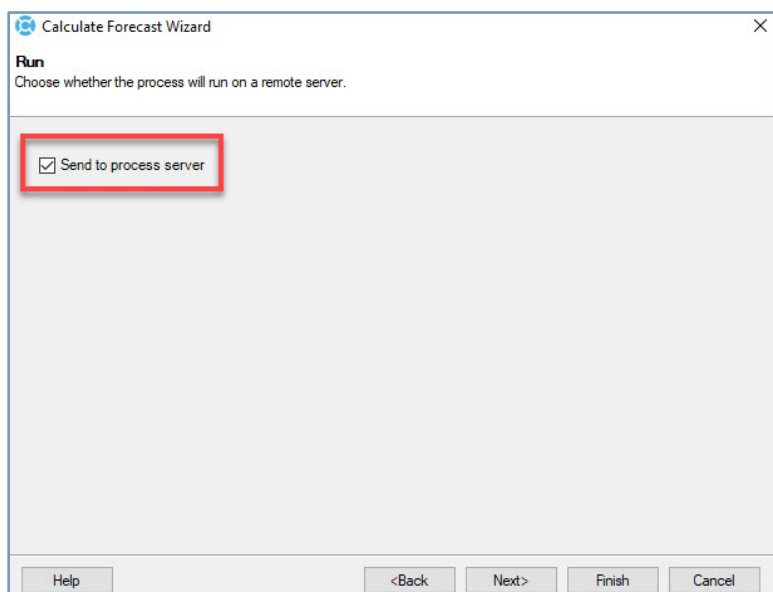 Calculate Forecast Wizard
Run
Choose whether the process will run on a remote server.
Send to process server
Help
<Back
Next>
Finish
Cancel